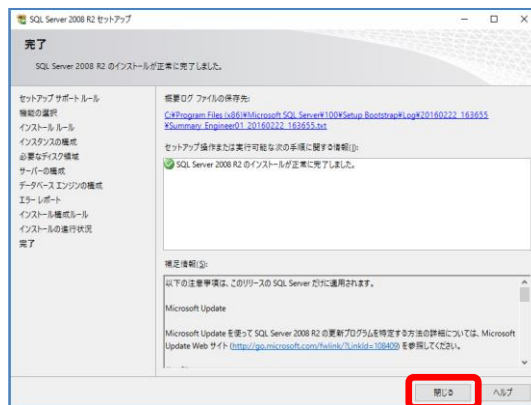 SQL Server 2008 R2 セットアップ
完了
SQL Server 2008 R2 のインストールが正常に完了しました。
セットアップ サポート ルール
機能の選択
インストール ルール
インスタンスの構成
必要なディスク領域
サーバーの構成
データベース エンジンの構成
エラー レポート
インストール構成ルール
インストールの進行状況
完了
概要ログ ファイルの保存先:
C:¥Program Files (x86)¥Microsoft SQL Server¥100¥Setup Bootstrap¥Log¥20160222_163655
¥Summary_Engineer01_20160222_163655.txt
セットアップ操作または実行可能な次の手順に関する情報(I):
SQL Server 2008 R2 のインストールが正常に完了しました。
補足情報(S):
以下の注意事項は、このリリースの SQL Server だけに適用されます。
Microsoft Update
Microsoft Update を使って SQL Server 2008 R2 の更新プログラムを特定する方法の詳細については、Microsoft
Update Web サイト (http://go.microsoft.com/fwlink/?LinkId=108409) を参照してください。
閉じる
ヘルプ